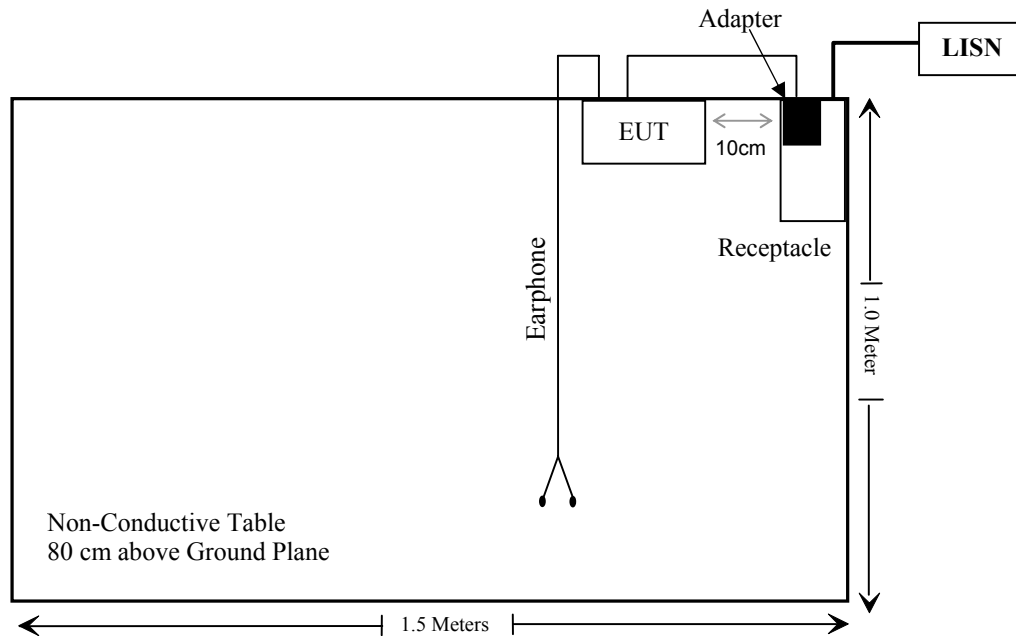 Adapter
LISN
EUT
10cm
Receptacle
Earphone
1.0 Meter
Non-Conductive Table
80 cm above Ground Plane
1.5 Meters